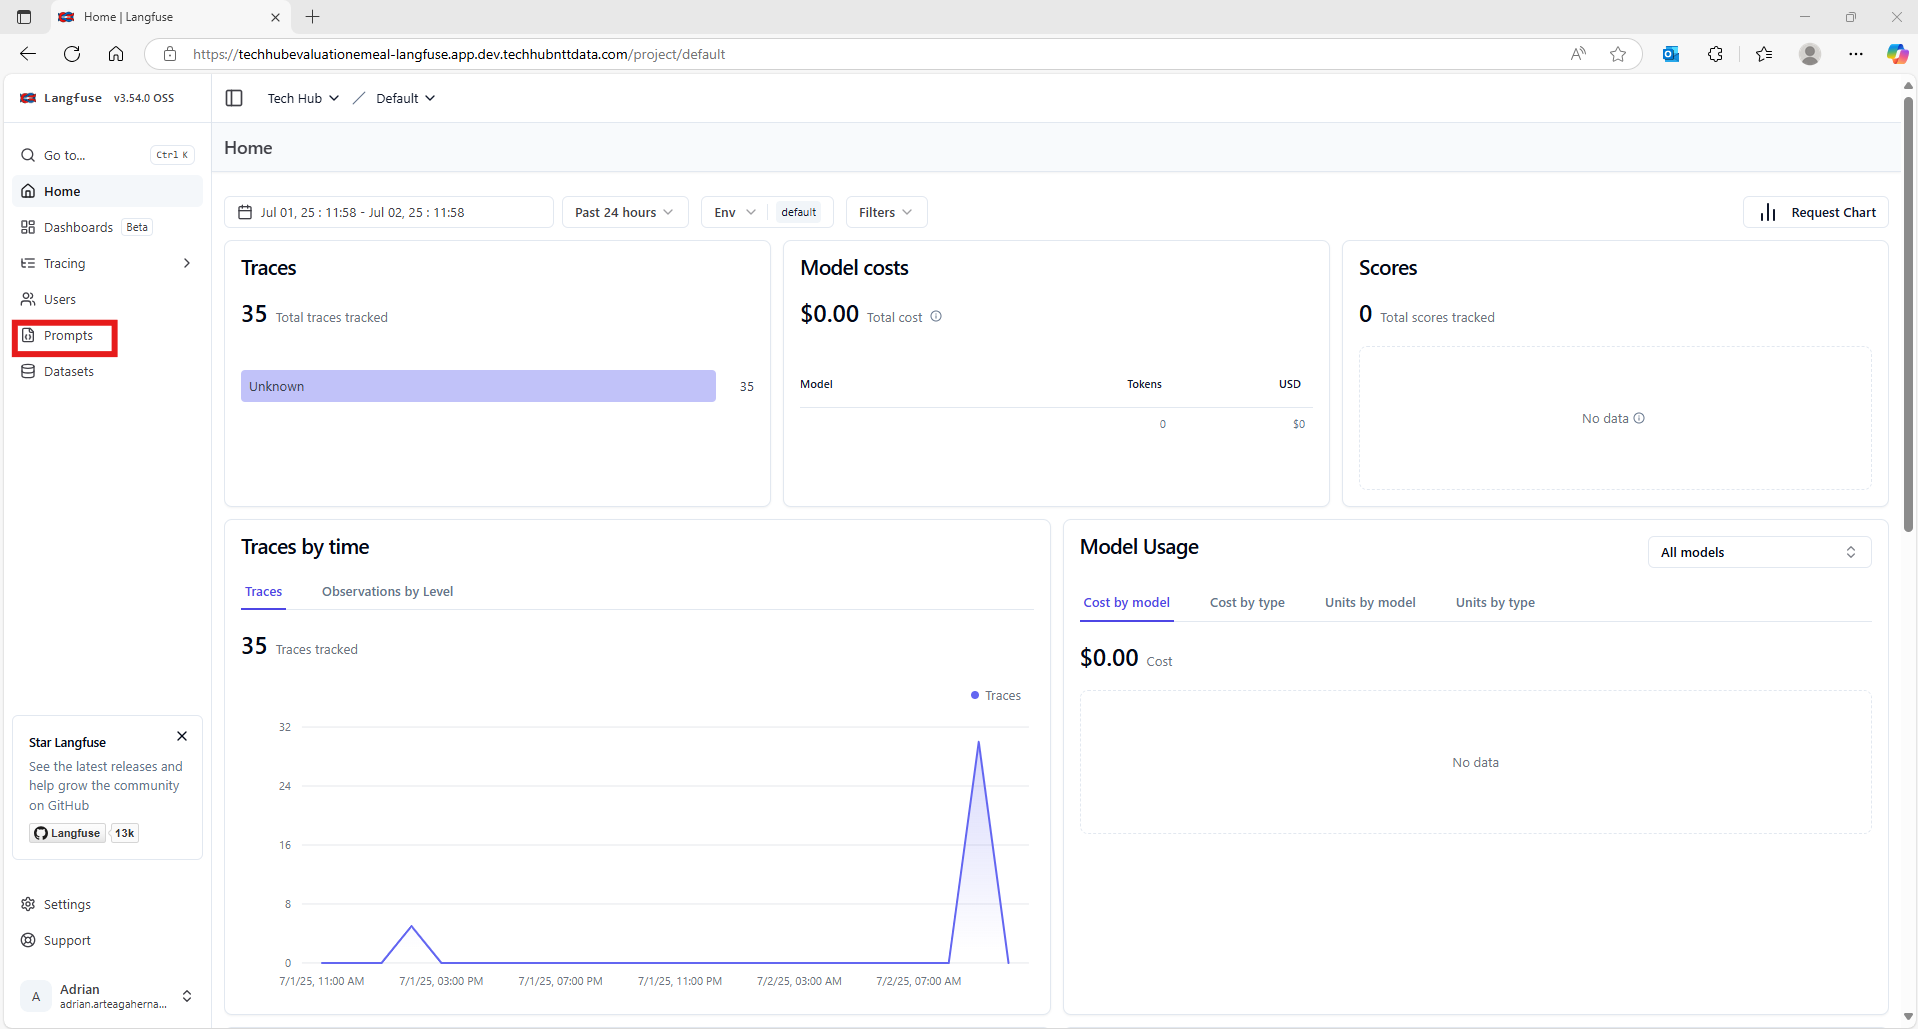 Home | Langfuse
https://techhubevaluationemeal-langfuse.app.dev.techhubnttdata.com/project/default
Langfuse v3.54.0 OSS
Tech Hub / Default
Go to... Ctrl K
Home
Dashboards Beta
Tracing
Users
Prompts
Datasets
Star Langfuse
See the latest releases and
help grow the community
on GitHub
Langfuse 13k
Settings
Support
A Adrian
adrian.arteagaherna...
Home
Jul 01, 25 : 11:58 - Jul 02, 25 : 11:58 Past 24 hours Env default Filters Request Chart
Traces
35 Total traces tracked
Unknown 35
Model costs
$0.00 Total cost
Model Tokens USD
0 $0
Scores
0 Total scores tracked
No data
Traces by time
Traces Observations by Level
35 Traces tracked
Traces
32
24
16
8
0
7/1/25, 11:00 AM 7/1/25, 03:00 PM 7/1/25, 07:00 PM 7/1/25, 11:00 PM 7/2/25, 03:00 AM 7/2/25, 07:00 AM
Model Usage
All models
Cost by model Cost by type Units by model Units by type
$0.00 Cost
No data